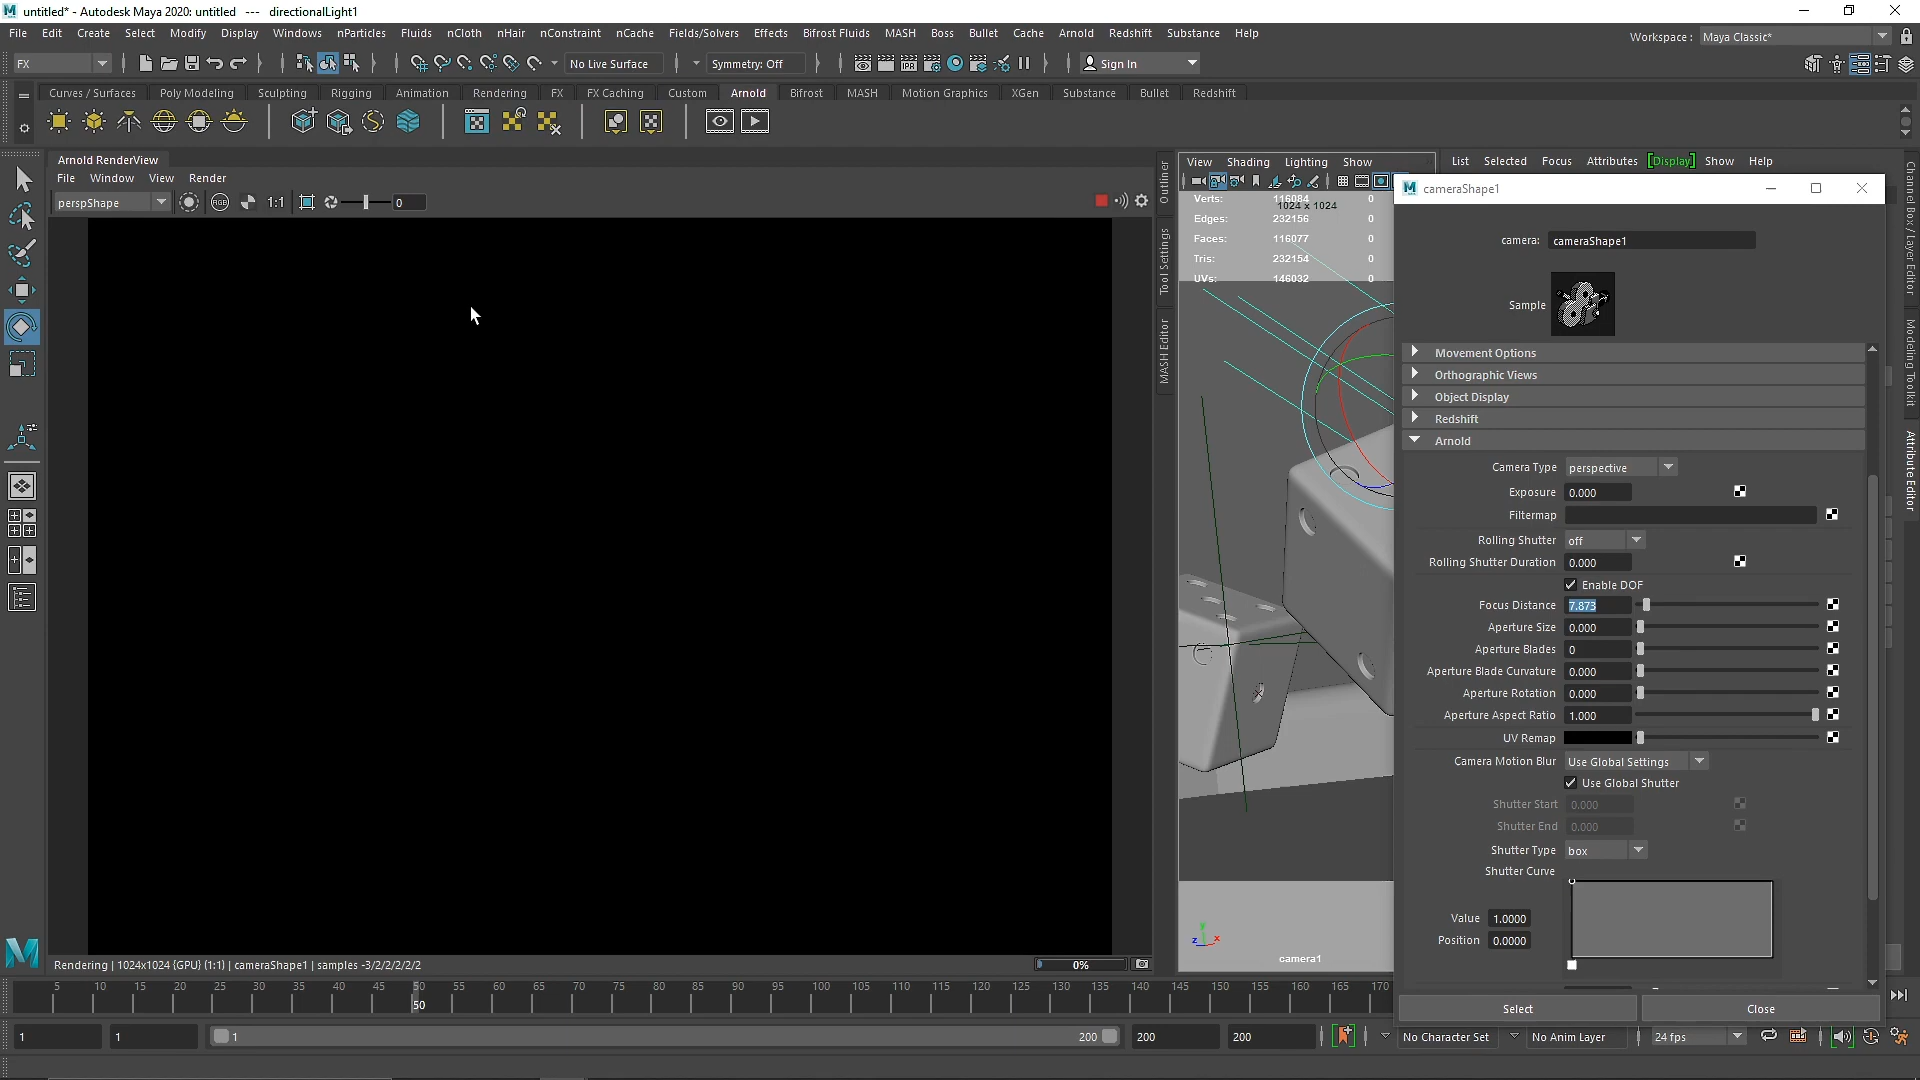 untitled* - Autodesk Maya 2020: untitled --- directionalLight1
File Edit Create Select Modify Display Windows nParticles Fluids nCloth nHair nConstraint nCache Fields/Solvers Effects Bifrost Fluids MASH Boss Bullet Cache Arnold Redshift Substance Help
Workspace : Maya Classic*
FX No Live Surface Symmetry: Off IPR Sign In
Curves / Surfaces Poly Modeling Sculpting Rigging Animation Rendering FX FX Caching Custom Arnold Bifrost MASH Motion Graphics XGen Substance Bullet Redshift
Arnold RenderView
File Window View Render
perspShape RGB 1:1 0
Outliner
Tool Settings
MASH Editor
View Shading Lighting Show
Verts: 116084 0
1024 x 1024
Edges: 232156 0
Faces: 116077 0
Tris: 232154 0
UVs: 146032 0
camera1
y
z x
List Selected Focus Attributes [Display] Show Help
cameraShape1
camera: cameraShape1
Sample
Movement Options
Orthographic Views
Object Display
Redshift
Arnold
Camera Type perspective
Exposure 0.000
Filtermap
Rolling Shutter off
Rolling Shutter Duration 0.000
Enable DOF
Focus Distance 7.873
Aperture Size 0.000
Aperture Blades 0
Aperture Blade Curvature 0.000
Aperture Rotation 0.000
Aperture Aspect Ratio 1.000
UV Remap
Camera Motion Blur Use Global Settings
Use Global Shutter
Shutter Start 0.000
Shutter End 0.000
Shutter Type box
Shutter Curve
Value 1.0000
Position 0.0000
Select Close
Channel Box / Layer Editor
Modeling Toolkit
Attribute Editor
Rendering | 1024x1024 (GPU) (1:1) | cameraShape1 | samples -3/2/2/2/2/2
0%
5 10 15 20 25 30 35 40 45 50 55 60 65 70 75 80 85 90 95 100 105 110 115 120 125 130 135 140 145 150 155 160 165 170
50
1 1 1 200 200 200 No Character Set No Anim Layer 24 fps